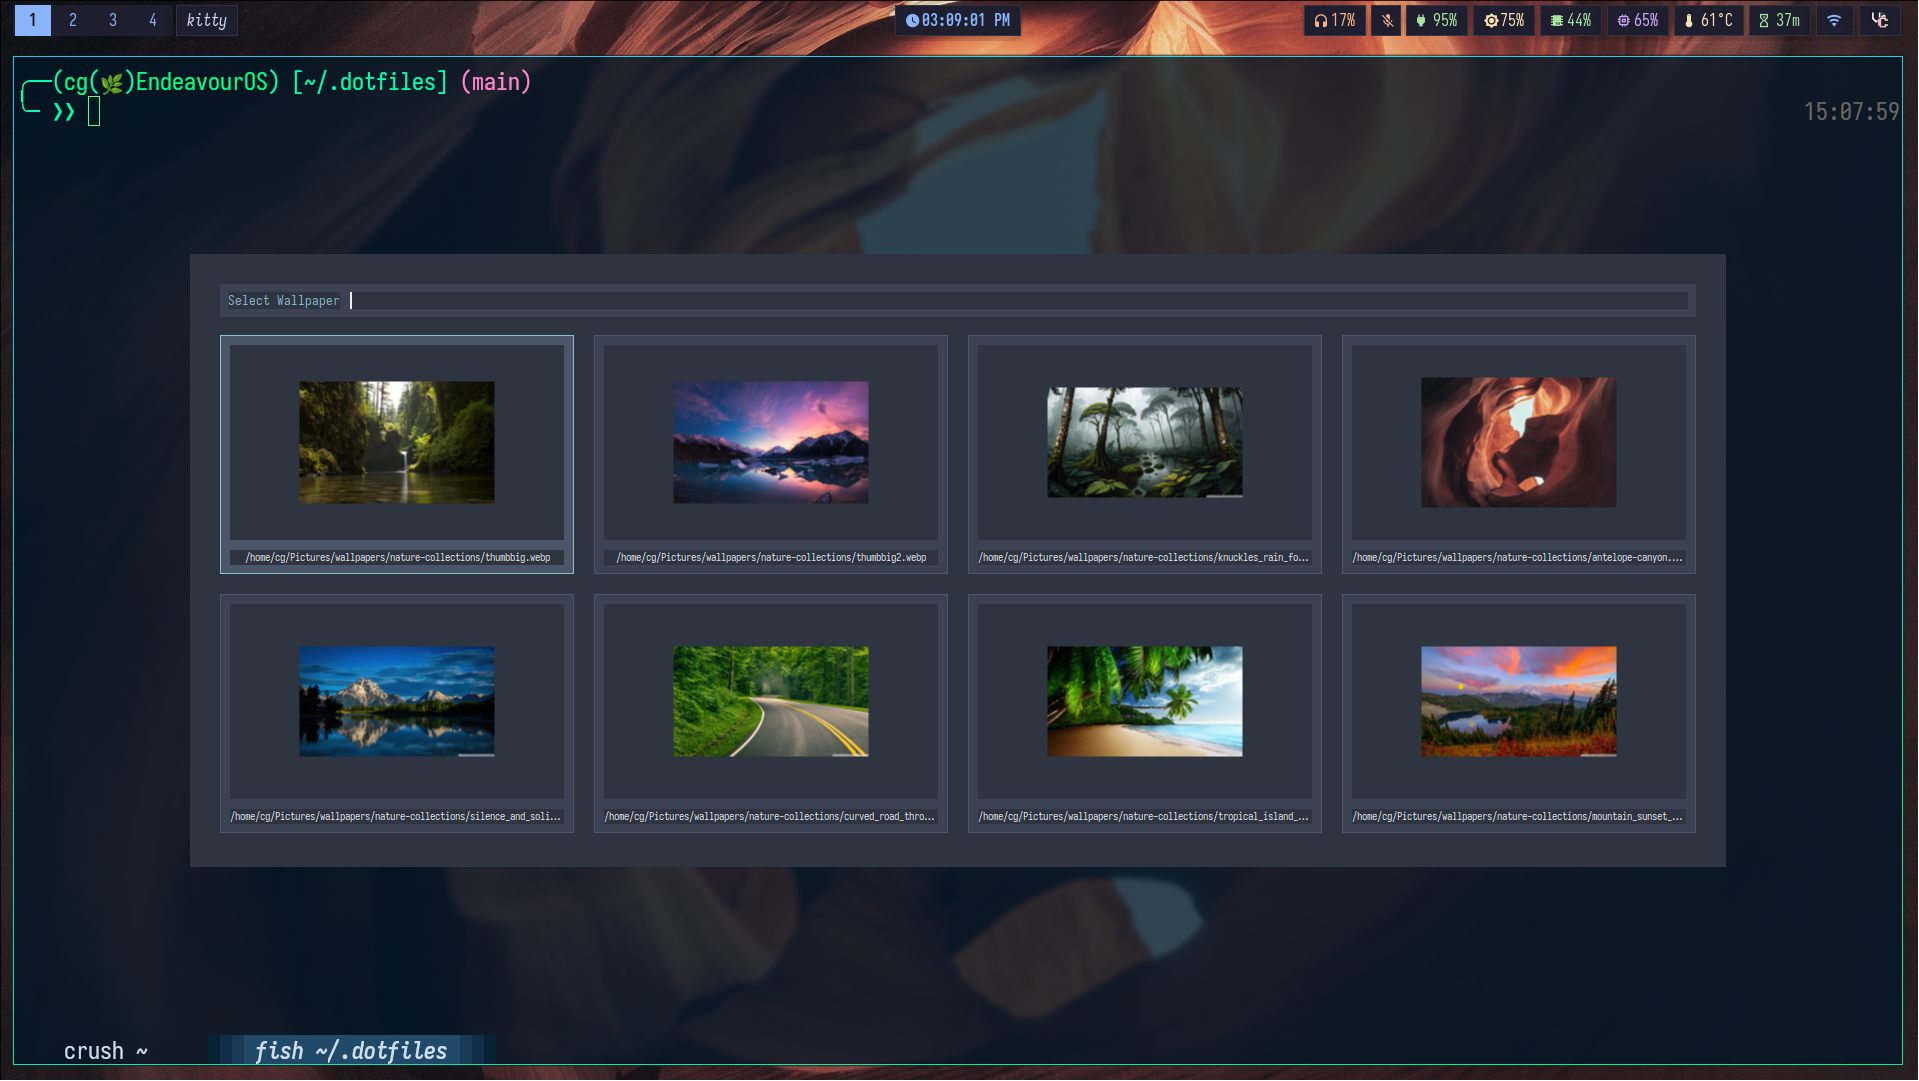 1 2 3 4 kitty 03:09:01 PM 17% 95% 75% 44% 65% 61°C 37m
(cg(🌿)EndeavourOS) [~/.dotfiles] (main)
❯❯ 15:07:59
Select Wallpaper
/home/cg/Pictures/wallpapers/nature-collections/thumbbig.webp
/home/cg/Pictures/wallpapers/nature-collections/thumbbig2.webp
/home/cg/Pictures/wallpapers/nature-collections/knuckles_rain_fo...
/home/cg/Pictures/wallpapers/nature-collections/antelope-canyon....
/home/cg/Pictures/wallpapers/nature-collections/silence_and_soli...
/home/cg/Pictures/wallpapers/nature-collections/curved_road_thro...
/home/cg/Pictures/wallpapers/nature-collections/tropical_island_...
/home/cg/Pictures/wallpapers/nature-collections/mountain_sunset_...
crush ~ fish ~/.dotfiles